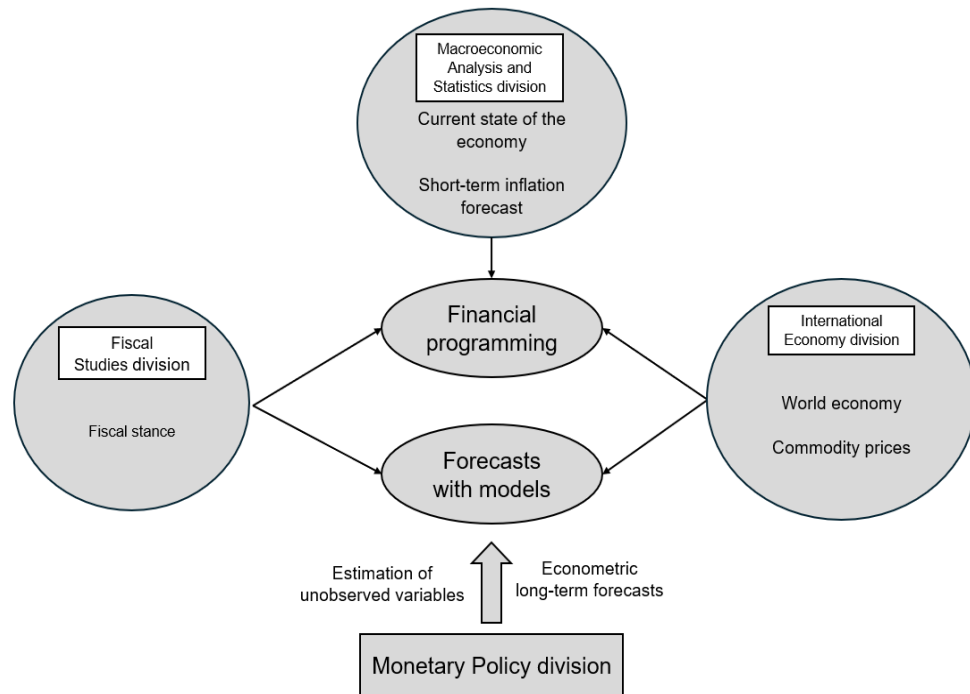 Macroeconomic
Analysis and
Statistics division
Current state of the
economy
Short-term inflation
forecast
Financial
programming
Fiscal
Studies division
Fiscal stance
International
Economy division
World economy
Commodity prices
Forecasts
with models
Estimation of
unobserved variables
Econometric
long-term forecasts
Monetary Policy division